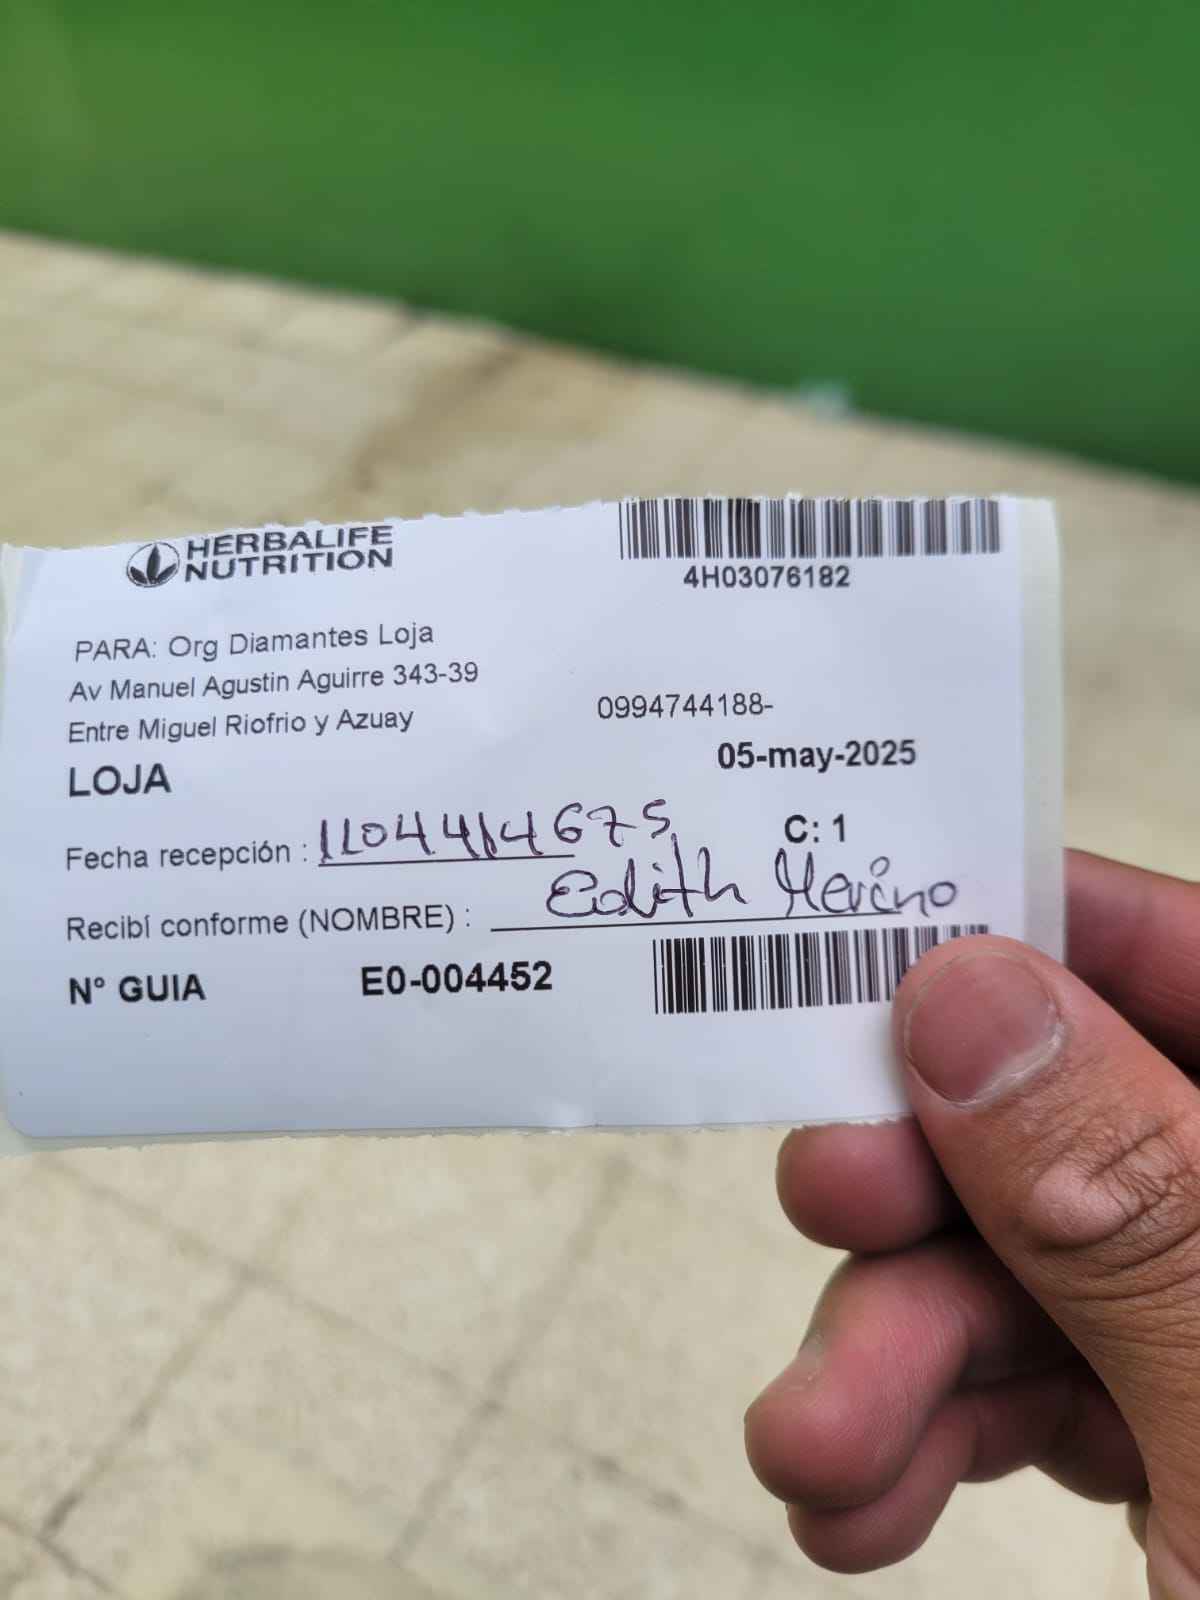 HERBALIFE
NUTRITION
4H03076182
PARA: Org Diamantes Loja
Av Manuel Agustin Aguirre 343-39
Entre Miguel Riofrio y Azuay
0994744188-
LOJA
05-may-2025
Fecha recepción : 1104414675
C: 1
Recibí conforme (NOMBRE) : Edith Merino
N° GUIA E0-004452